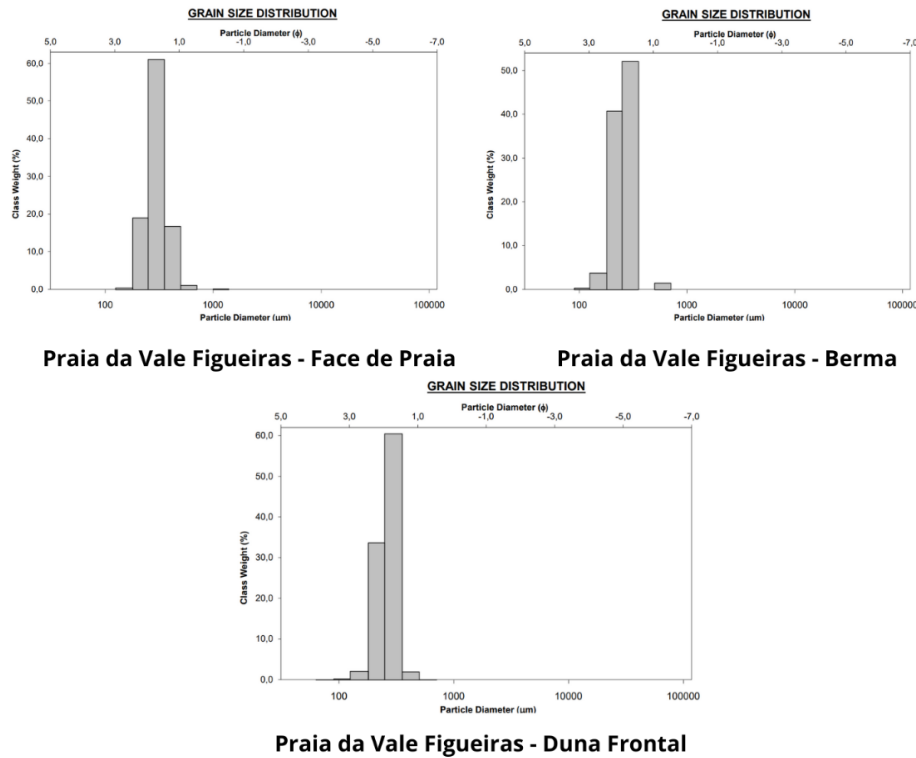 GRAIN SIZE DISTRIBUTION
Particle Diameter (ϕ)
5,0 3,0 1,0 -1,0 -3,0 -5,0 -7,0
60,0
50,0
40,0
30,0
20,0
10,0
0,0
Class Weight (%)
100 1000 10000 100000
Particle Diameter (um)
Praia da Vale Figueiras - Face de Praia
GRAIN SIZE DISTRIBUTION
Particle Diameter (ϕ)
5,0 3,0 1,0 -1,0 -3,0 -5,0 -7,0
50,0
40,0
30,0
20,0
10,0
0,0
Class Weight (%)
100 1000 10000 100000
Particle Diameter (um)
Praia da Vale Figueiras - Berma
GRAIN SIZE DISTRIBUTION
Particle Diameter (ϕ)
5,0 3,0 1,0 -1,0 -3,0 -5,0 -7,0
60,0
50,0
40,0
30,0
20,0
10,0
0,0
Class Weight (%)
100 1000 10000 100000
Particle Diameter (um)
Praia da Vale Figueiras - Duna Frontal